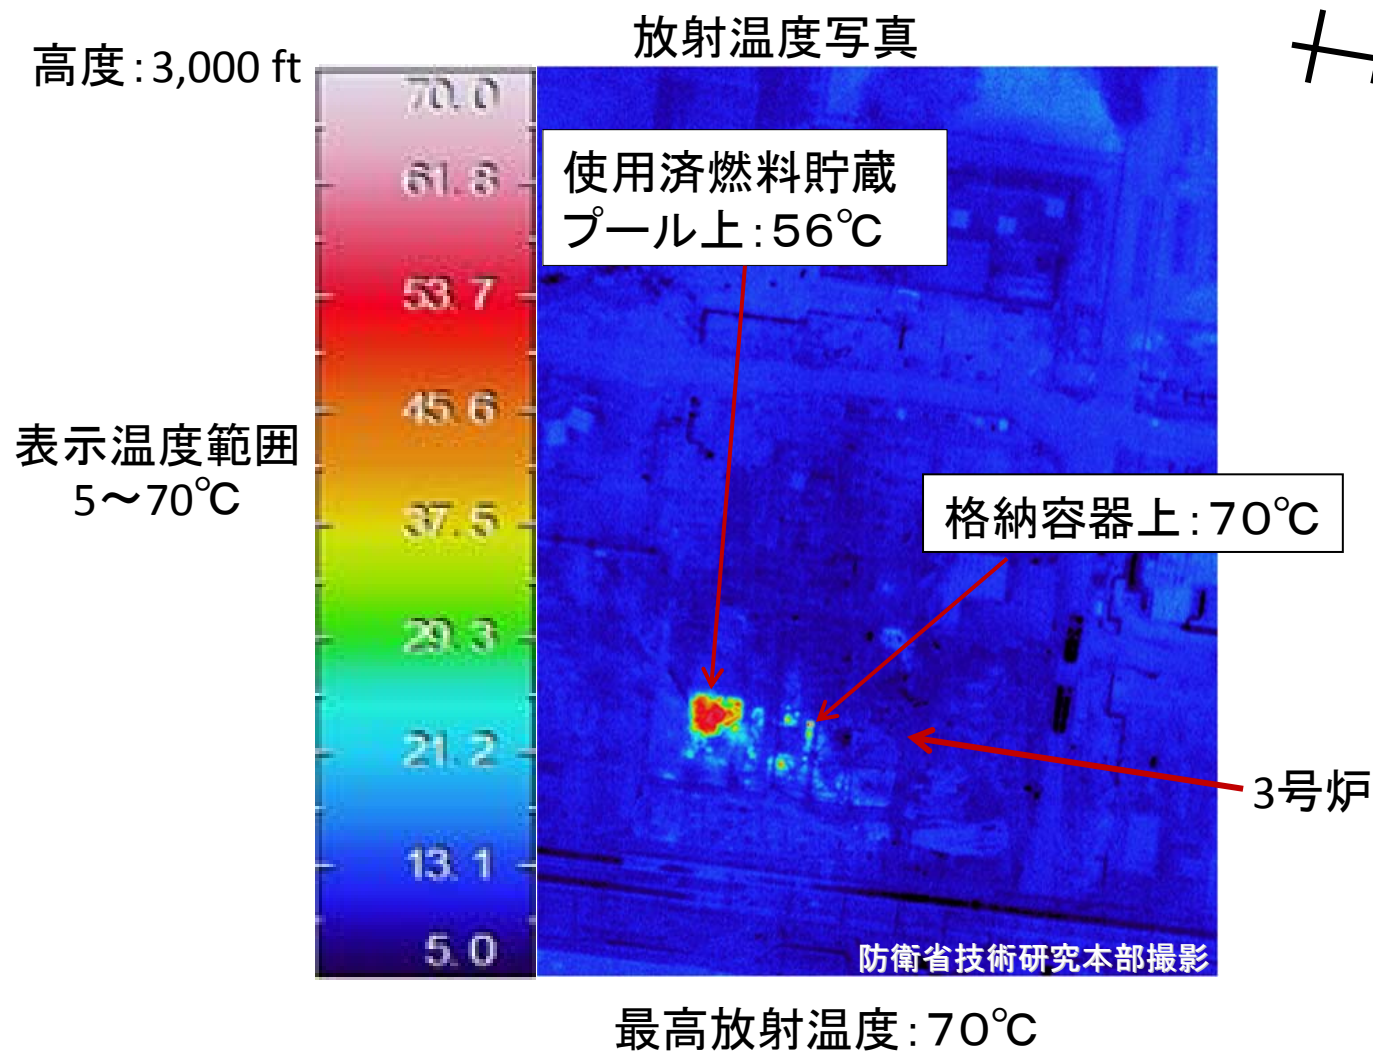 放射温度写真
高度：3,000 ft
70.0
61.8
53.7
45.6
37.5
29.3
21.2
13.1
5.0
使用済燃料貯蔵
プール上：56℃
表示温度範囲
5～70℃
格納容器上：70℃
3号炉
防衛省技術研究本部撮影
最高放射温度：70℃